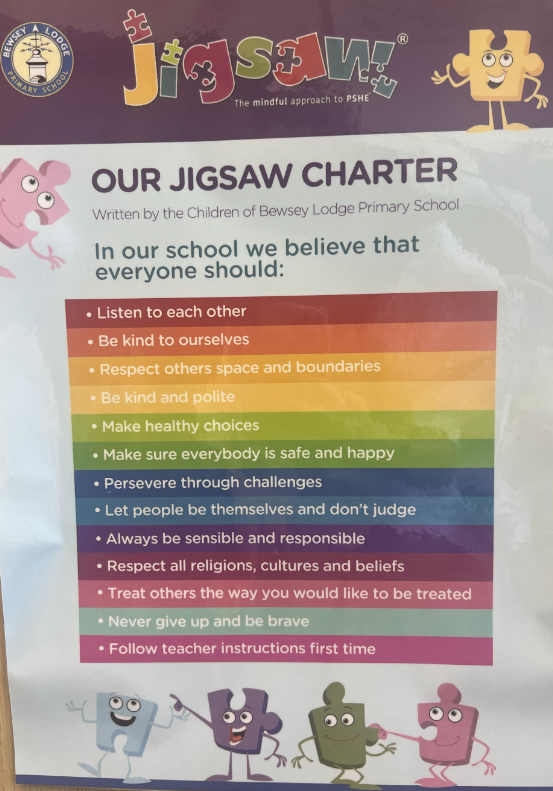 BEWSEY LODGE
PRIMARY SCHOOL
jigsaw!®
The mindful approach to PSHE
OUR JIGSAW CHARTER
Written by the Children of Bewsey Lodge Primary School
In our school we believe that
everyone should:
• Listen to each other
• Be kind to ourselves
• Respect others space and boundaries
• Be kind and polite
• Make healthy choices
• Make sure everybody is safe and happy
• Persevere through challenges
• Let people be themselves and don't judge
• Always be sensible and responsible
• Respect all religions, cultures and beliefs
• Treat others the way you would like to be treated
• Never give up and be brave
• Follow teacher instructions first time